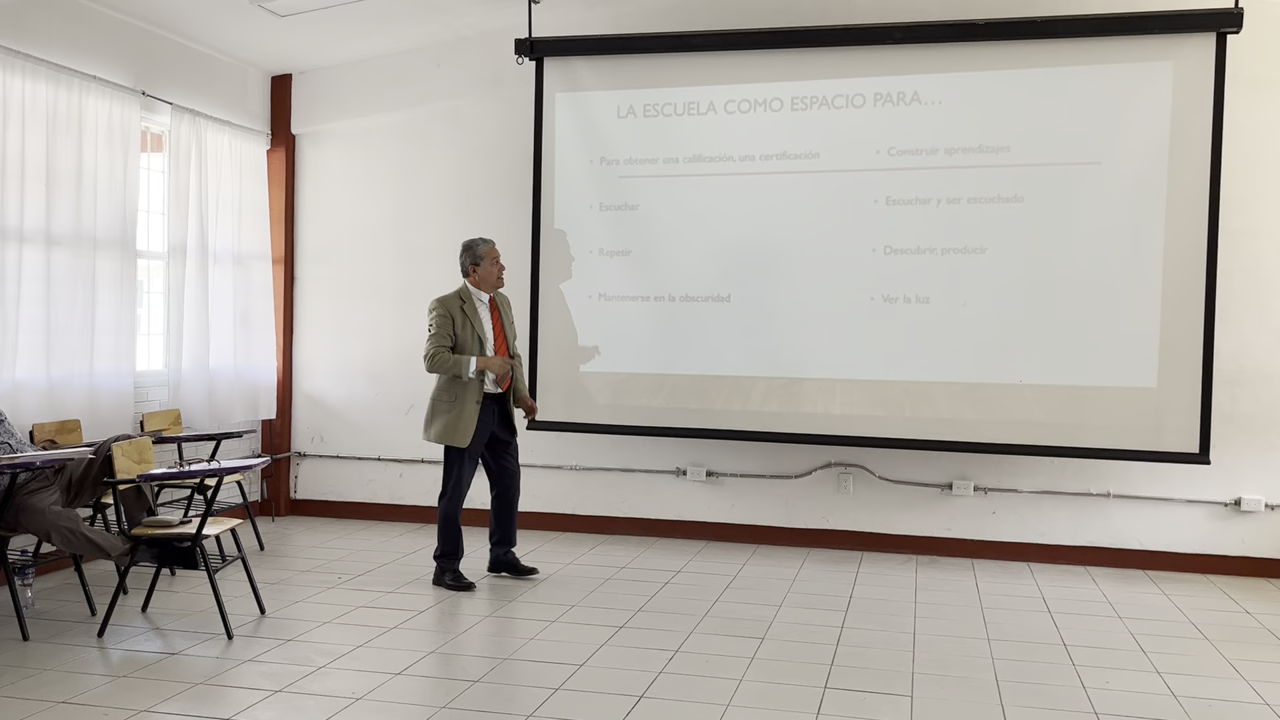 LA ESCUELA COMO ESPACIO PARA...
• Para obtener una calificación, una certificación
• Escuchar
• Repetir
• Mantenerse en la obscuridad
• Construir aprendizajes
• Escuchar y ser escuchado
• Descubrir, producir
• Ver la luz